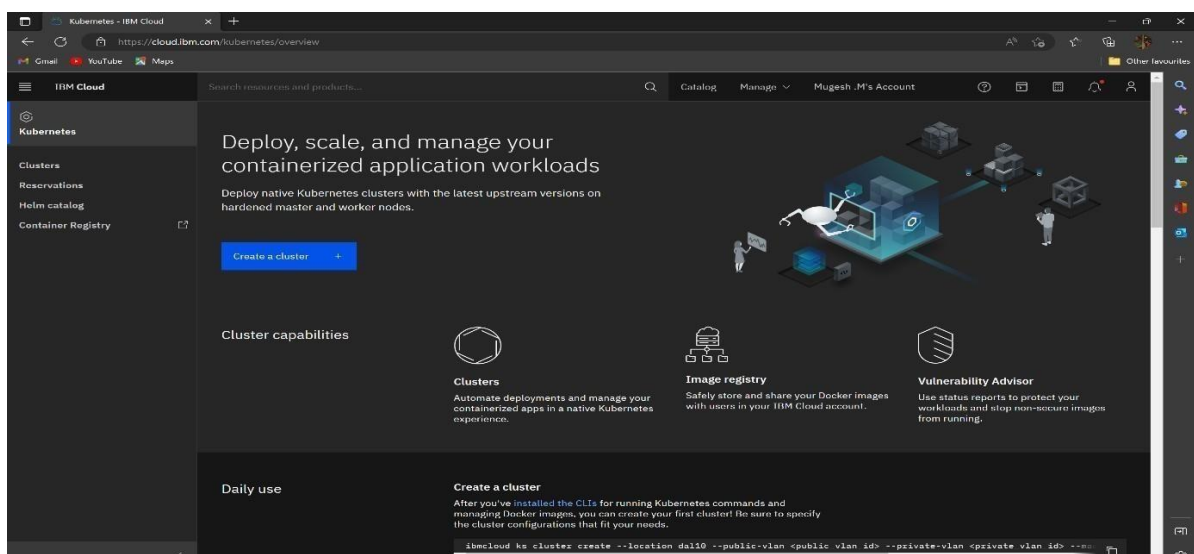 Kubernetes - IBM Cloud
https://cloud.ibm.com/kubernetes/overview
Gmail
YouTube
Maps
Other favourites
IBM Cloud
Search resources and products...
Catalog
Manage
Mugesh .M's Account
Kubernetes
Clusters
Reservations
Helm catalog
Container Registry
Deploy, scale, and manage your
containerized application workloads
Deploy native Kubernetes clusters with the latest upstream versions on
hardened master and worker nodes.
Create a cluster +
Cluster capabilities
Clusters
Automate deployments and manage your
containerized apps in a native Kubernetes
experience.
Image registry
Safely store and share your Docker images
with users in your IBM Cloud account.
Vulnerability Advisor
Use status reports to protect your
workloads and stop non-secure images
from running.
Daily use
Create a cluster
After you've installed the CLIs for running Kubernetes commands and
managing Docker images, you can create your first cluster! Be sure to specify
the cluster configurations that fit your needs.
ibmcloud ks cluster create --location dal10 --public-vlan <public vlan id> --private-vlan <private vlan id>